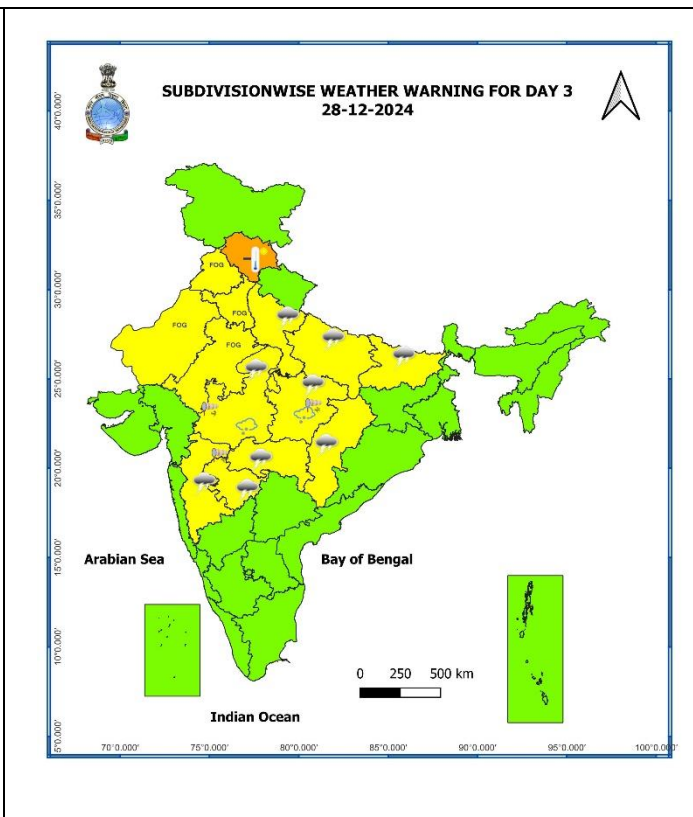 SUBDIVISIONWISE WEATHER WARNING FOR DAY 3
28-12-2024
40°0.000'
35°0.000'
30°0.000'
25°0.000'
20°0.000'
15°0.000'
10°0.000'
5°0.000'
FOG
FOG
FOG
FOG
Arabian Sea
Bay of Bengal
0 250 500 km
Indian Ocean
70°0.000' 75°0.000' 80°0.000' 85°0.000' 90°0.000' 95°0.000' 100°0.000'